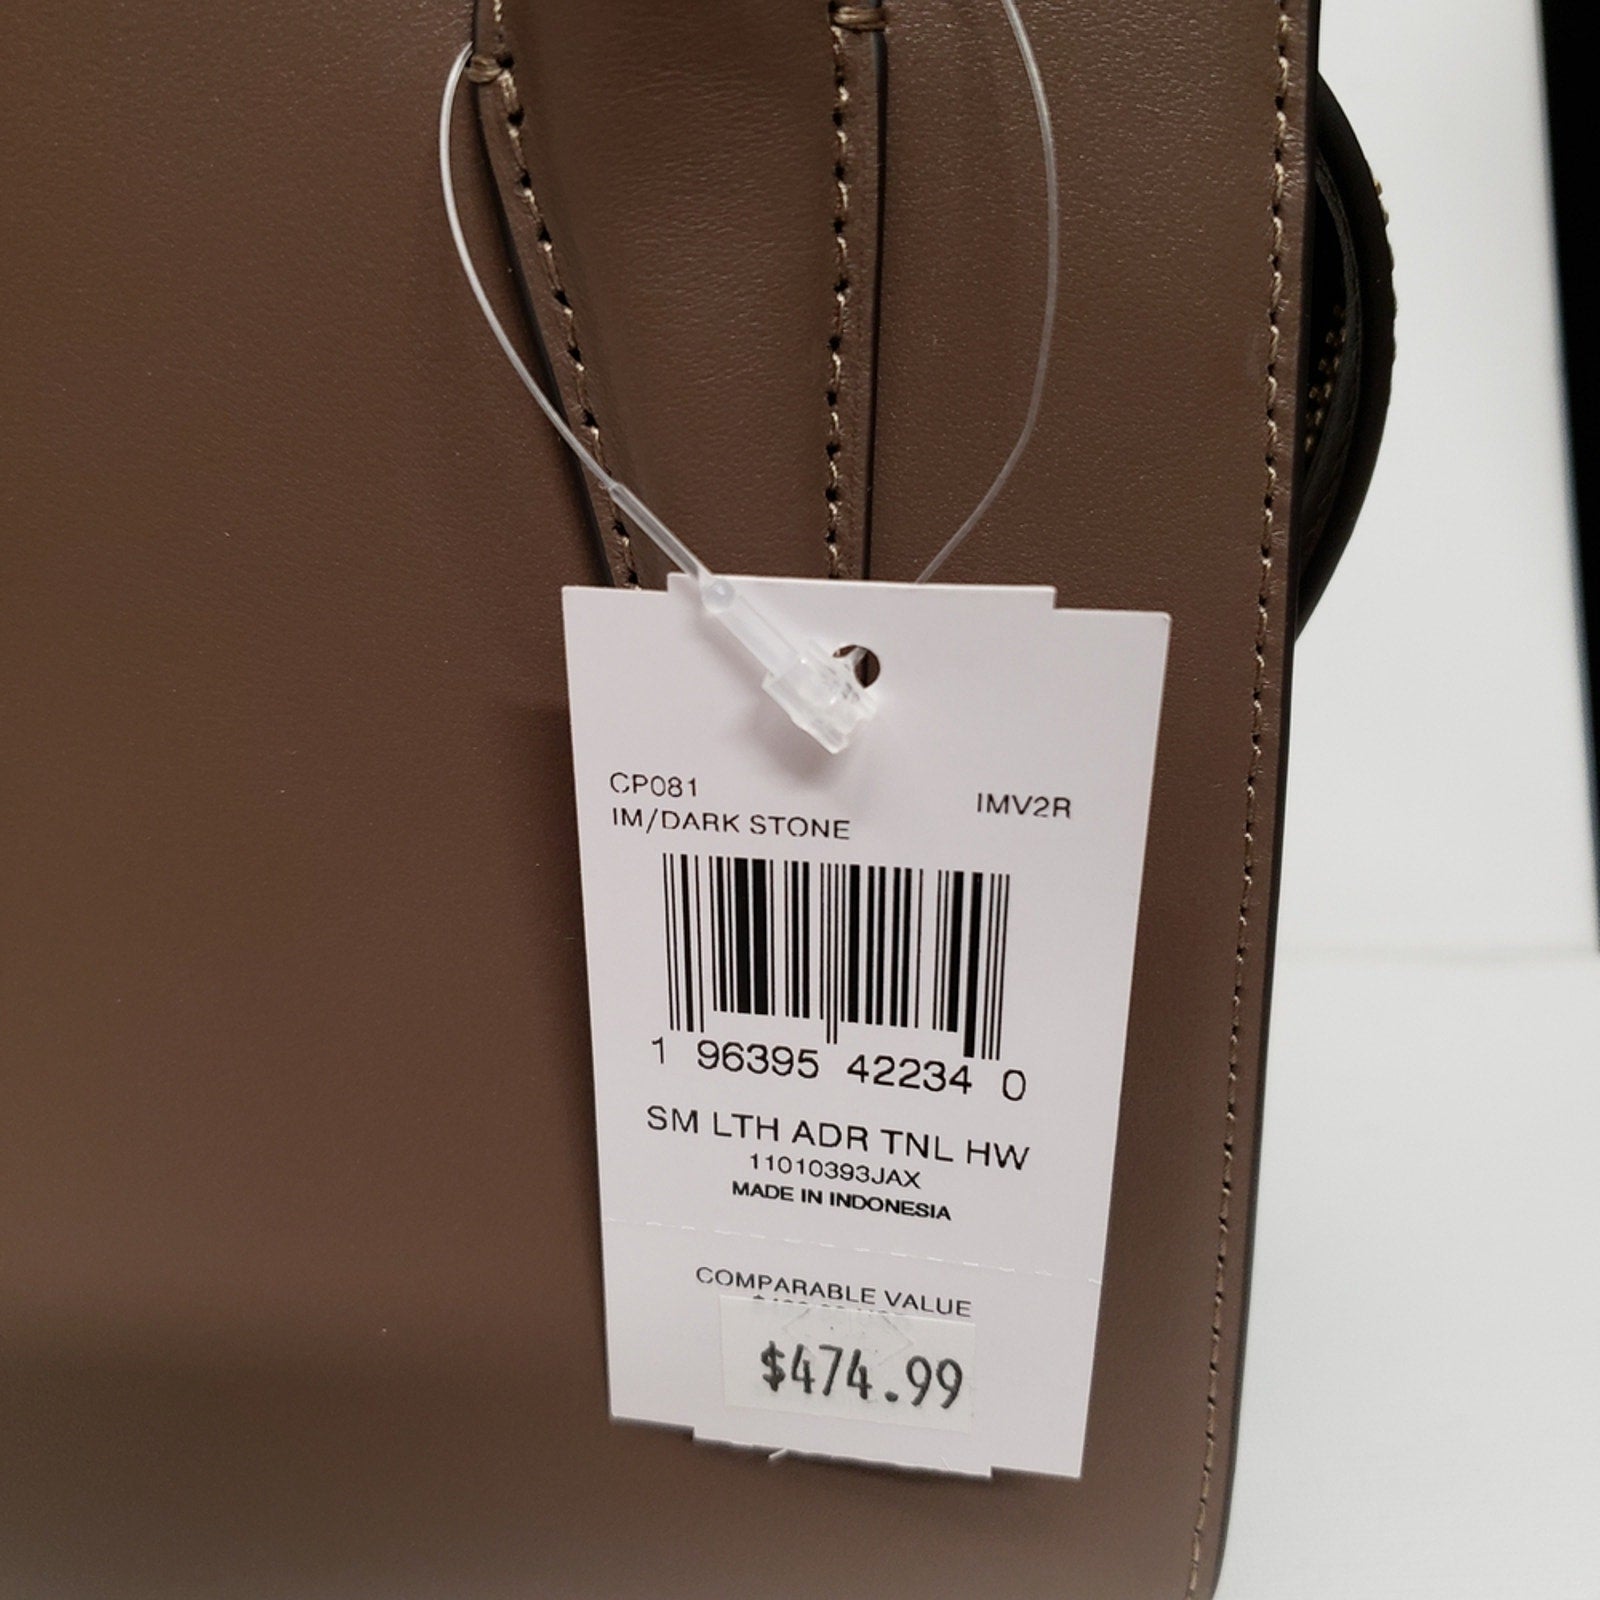 CP081 IMV2R
IM/DARK STONE
1 96395 42234 0
SM LTH ADR TNL HW
11010393JAX
MADE IN INDONESIA
COMPARABLE VALUE
$474.99